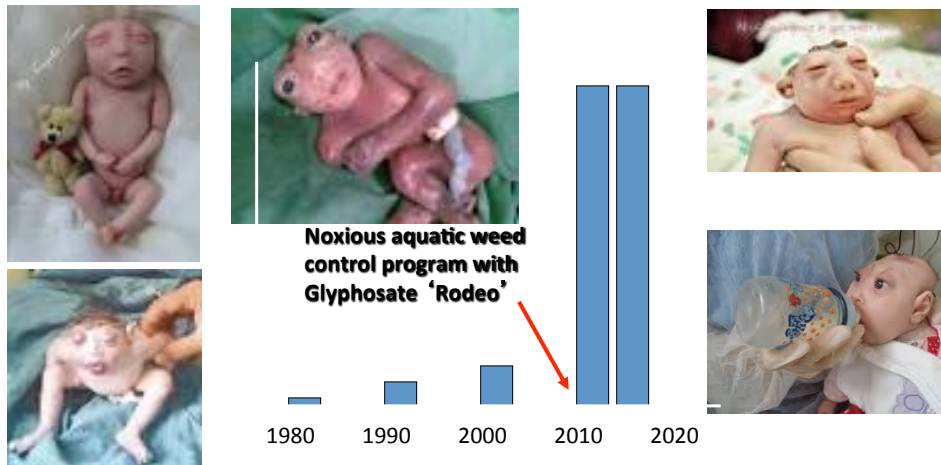 Noxious aquatic weed
control program with
Glyphosate ‘Rodeo’
1980
1990
2000
2010
2020